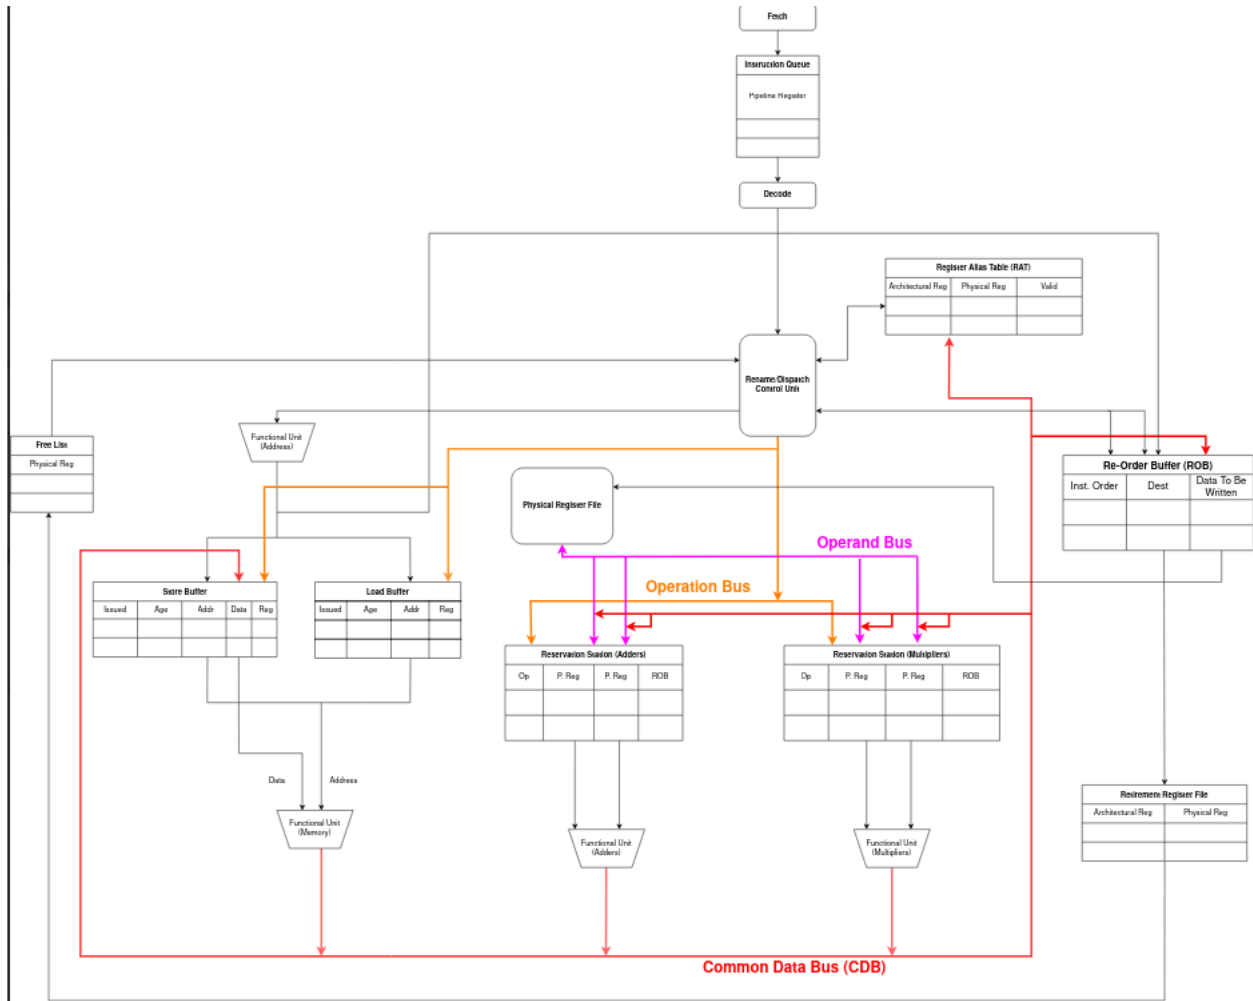 Fetch
Instruction Queue
Pipeline Register
Decode
Register Alias Table (RAT)
Architectural Reg Physical Reg Valid
Rename/Dispatch
Control Unit
Functional Unit
(Address)
Free List
Physical Reg
Re-Order Buffer (ROB)
Inst. Order Dest Data To Be
Written
Physical Register File
Operand Bus
Operation Bus
Store Buffer
Issued Age Addr Data Reg
Load Buffer
Issued Age Addr Reg
Reservation Station (Adders)
Op P. Reg P. Reg ROB
Reservation Station (Multipliers)
Op P. Reg P. Reg ROB
Data Address
Functional Unit
(Memory)
Functional Unit
(Adders)
Functional Unit
(Multipliers)
Retirement Register File
Architectural Reg Physical Reg
Common Data Bus (CDB)